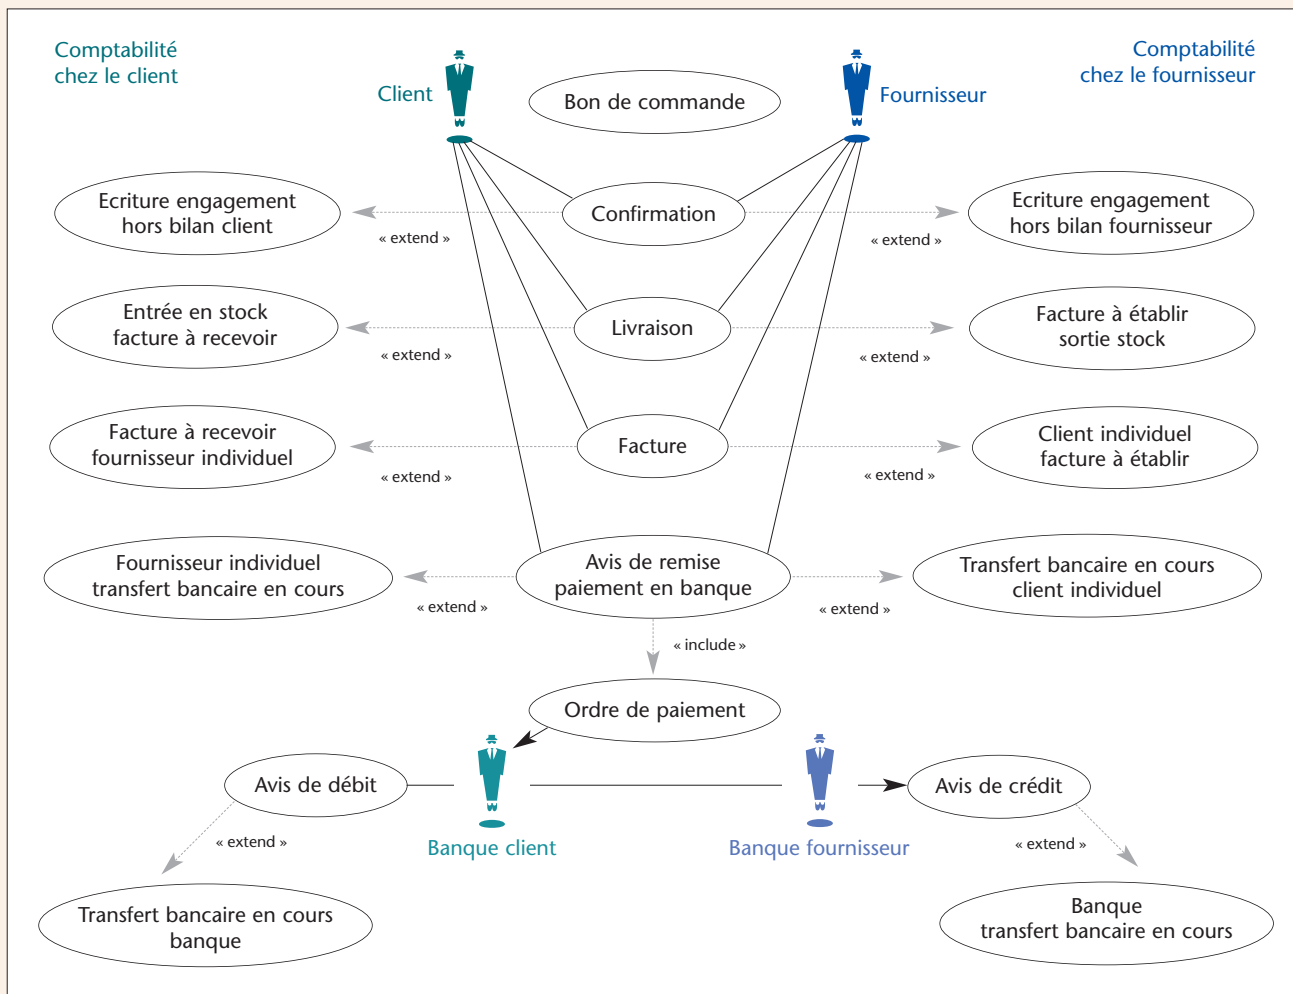 Comptabilité
chez le client
Comptabilité
chez le fournisseur
Client
Bon de commande
Fournisseur
Ecriture engagement
hors bilan client
« extend »
Confirmation
« extend »
Ecriture engagement
hors bilan fournisseur
Entrée en stock
facture à recevoir
« extend »
Livraison
« extend »
Facture à établir
sortie stock
Facture à recevoir
fournisseur individuel
« extend »
Facture
« extend »
Client individuel
facture à établir
Fournisseur individuel
transfert bancaire en cours
« extend »
Avis de remise
paiement en banque
« extend »
Transfert bancaire en cours
client individuel
« include »
Ordre de paiement
Avis de débit
Avis de crédit
« extend »
Banque client
Banque fournisseur
« extend »
Transfert bancaire en cours
banque
Banque
transfert bancaire en cours